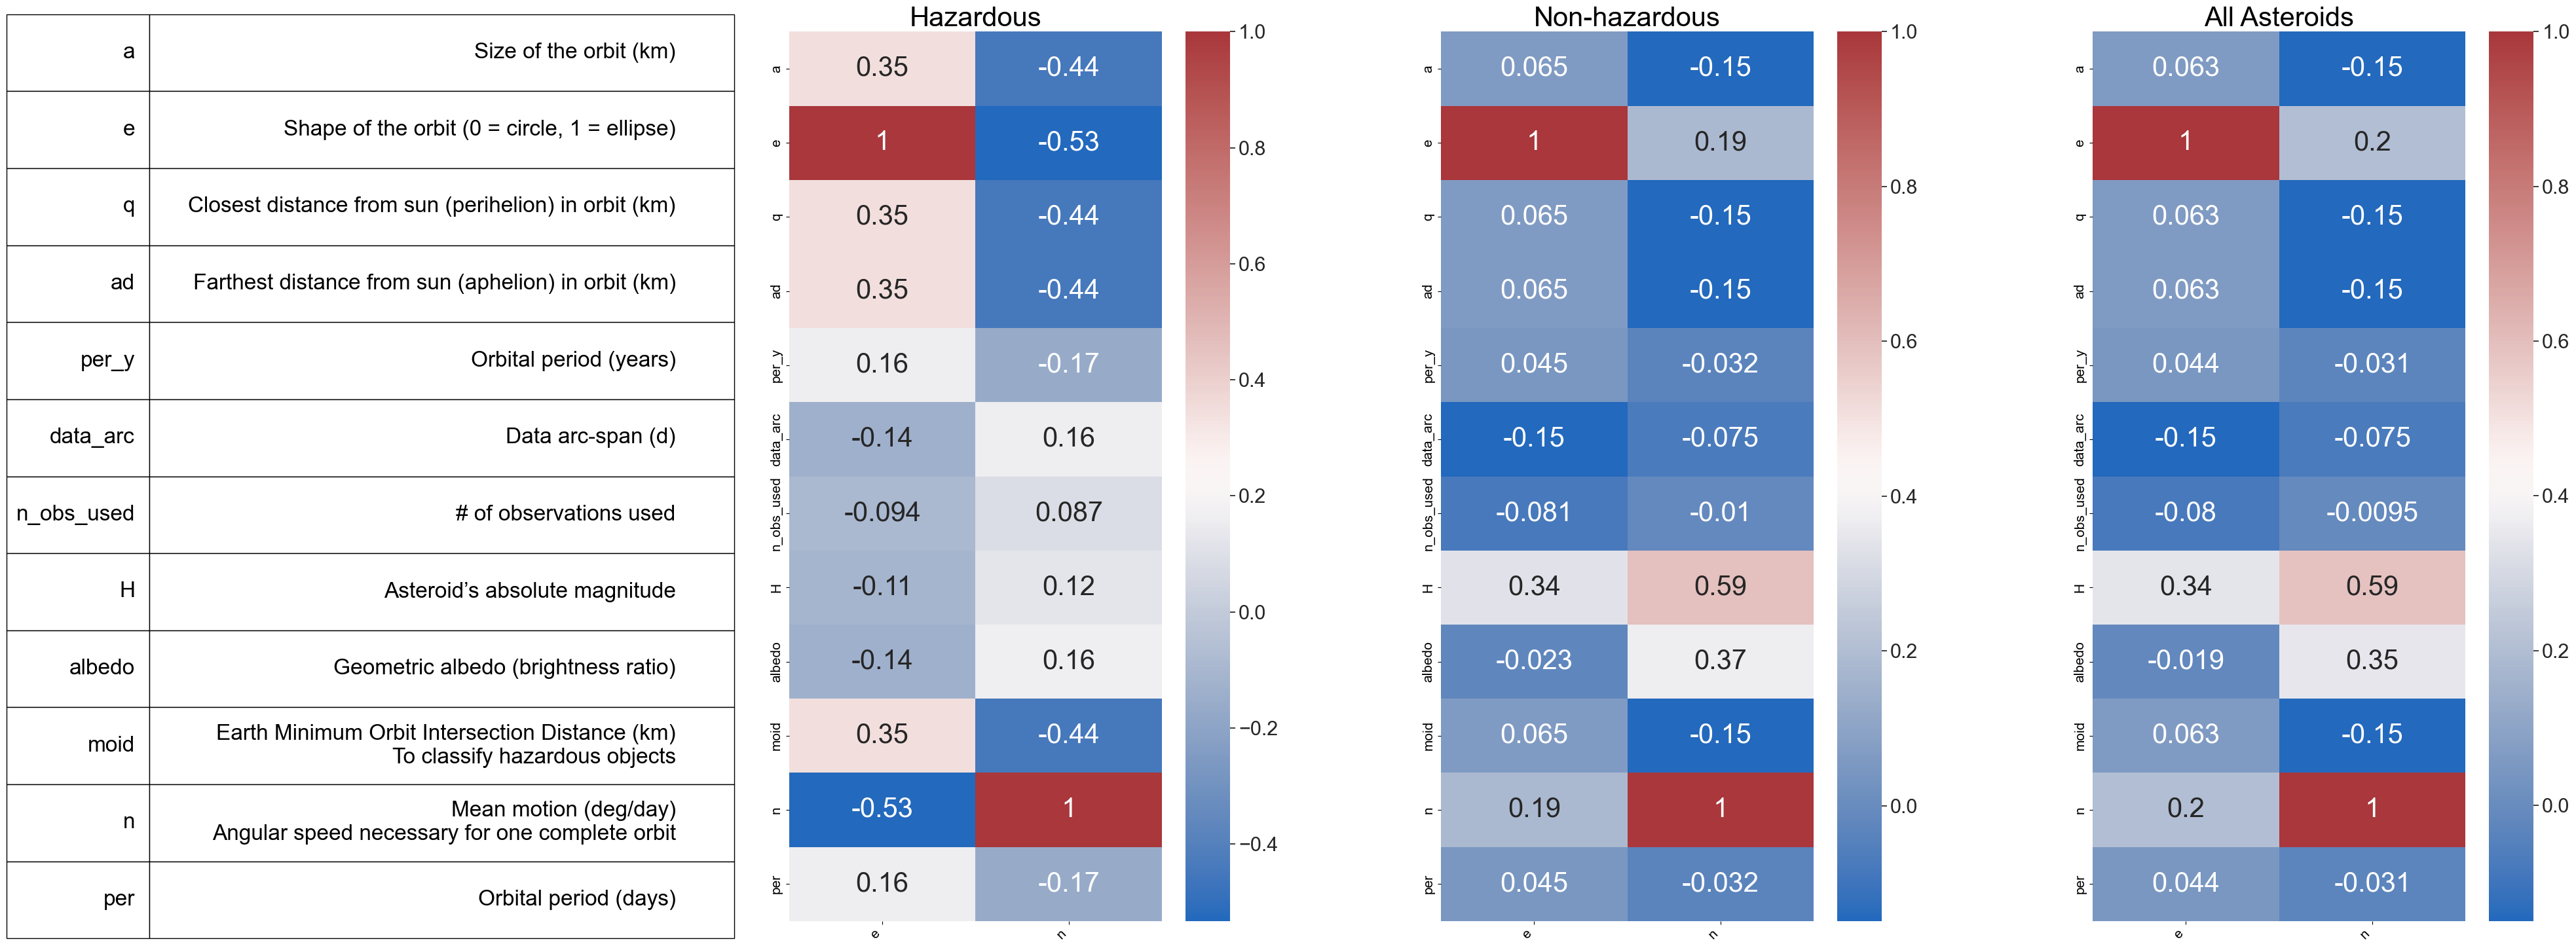 a Size of the orbit (km)
e Shape of the orbit (0 = circle, 1 = ellipse)
q Closest distance from sun (perihelion) in orbit (km)
ad Farthest distance from sun (aphelion) in orbit (km)
per_y Orbital period (years)
data_arc Data arc-span (d)
n_obs_used # of observations used
H Asteroid’s absolute magnitude
albedo Geometric albedo (brightness ratio)
moid Earth Minimum Orbit Intersection Distance (km)
To classify hazardous objects
n Mean motion (deg/day)
Angular speed necessary for one complete orbit
per Orbital period (days)
Hazardous
a 0.35 -0.44
e 1 -0.53
q 0.35 -0.44
ad 0.35 -0.44
per_y 0.16 -0.17
data_arc -0.14 0.16
n_obs_used -0.094 0.087
H -0.11 0.12
albedo -0.14 0.16
moid 0.35 -0.44
n -0.53 1
per 0.16 -0.17
e n
1.0
0.8
0.6
0.4
0.2
0.0
−0.2
−0.4
Non-hazardous
a 0.065 -0.15
e 1 0.19
q 0.065 -0.15
ad 0.065 -0.15
per_y 0.045 -0.032
data_arc -0.15 -0.075
n_obs_used -0.081 -0.01
H 0.34 0.59
albedo -0.023 0.37
moid 0.065 -0.15
n 0.19 1
per 0.045 -0.032
e n
1.0
0.8
0.6
0.4
0.2
0.0
All Asteroids
a 0.063 -0.15
e 1 0.2
q 0.063 -0.15
ad 0.063 -0.15
per_y 0.044 -0.031
data_arc -0.15 -0.075
n_obs_used -0.08 -0.0095
H 0.34 0.59
albedo -0.019 0.35
moid 0.063 -0.15
n 0.2 1
per 0.044 -0.031
e n
1.0
0.8
0.6
0.4
0.2
0.0